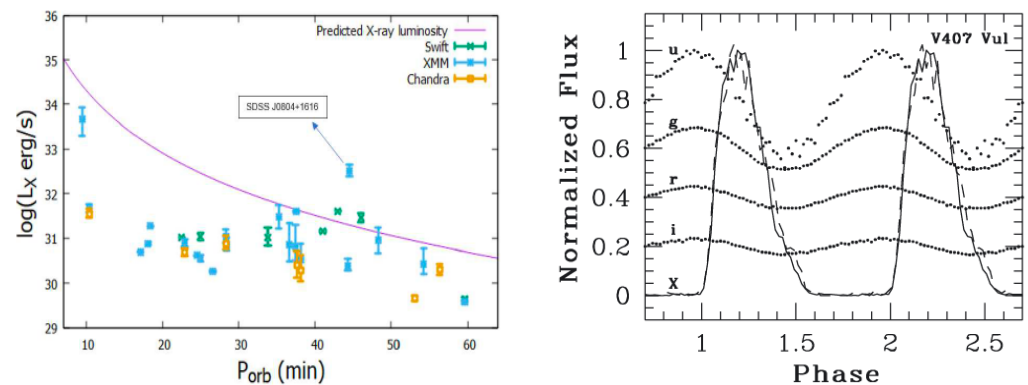 Predicted X-ray luminosity
Swift
XMM
Chandra
SDSS J0804+1616
log(Lx erg/s)
36
35
34
33
32
31
30
29
10
20
30
40
50
60
Porb (min)
V407 Vul
Normalized Flux
1
0.8
0.6
0.4
0.2
0
u
g
r
i
X
1
1.5
2
2.5
Phase